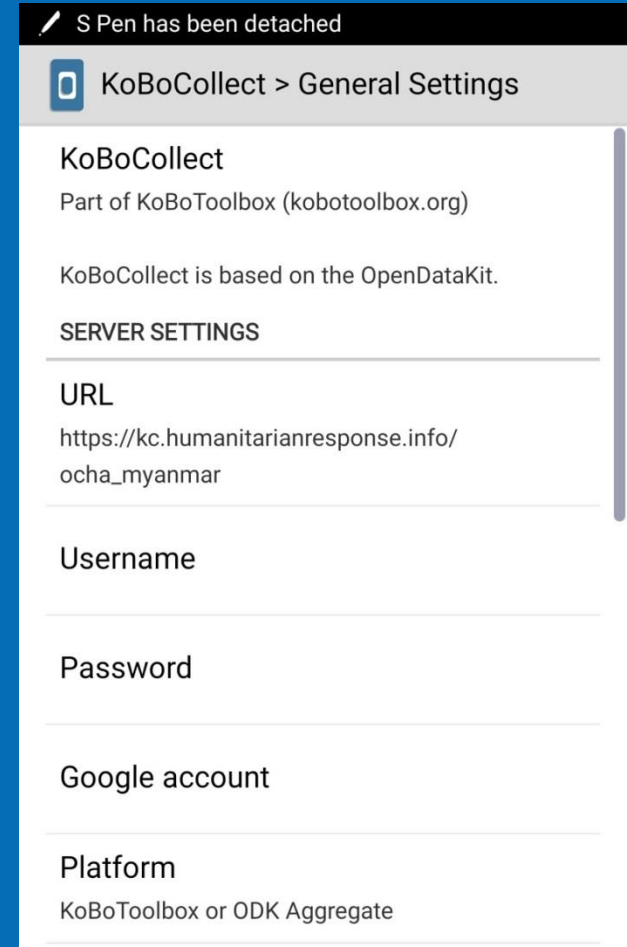 S Pen has been detached
KoBoCollect > General Settings
KoBoCollect
Part of KoBoToolbox (kobotoolbox.org)
KoBoCollect is based on the OpenDataKit.
SERVER SETTINGS
URL
https://kc.humanitarianresponse.info/
ocha_myanmar
Username
Password
Google account
Platform
KoBoToolbox or ODK Aggregate